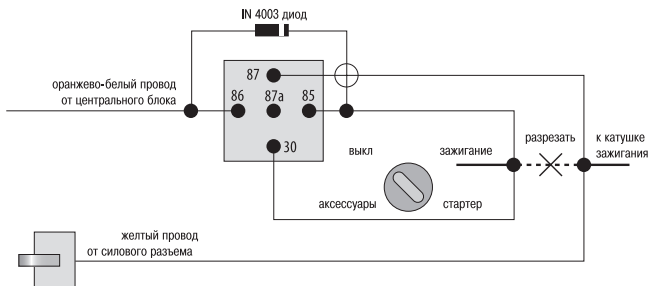 IN 4003 диод
оранжево-белый провод
от центрального блока
87
86
87а
85
30
выкл
зажигание
разрезать
к катушке
зажигания
аксессуары
стартер
желтый провод
от силового разъема